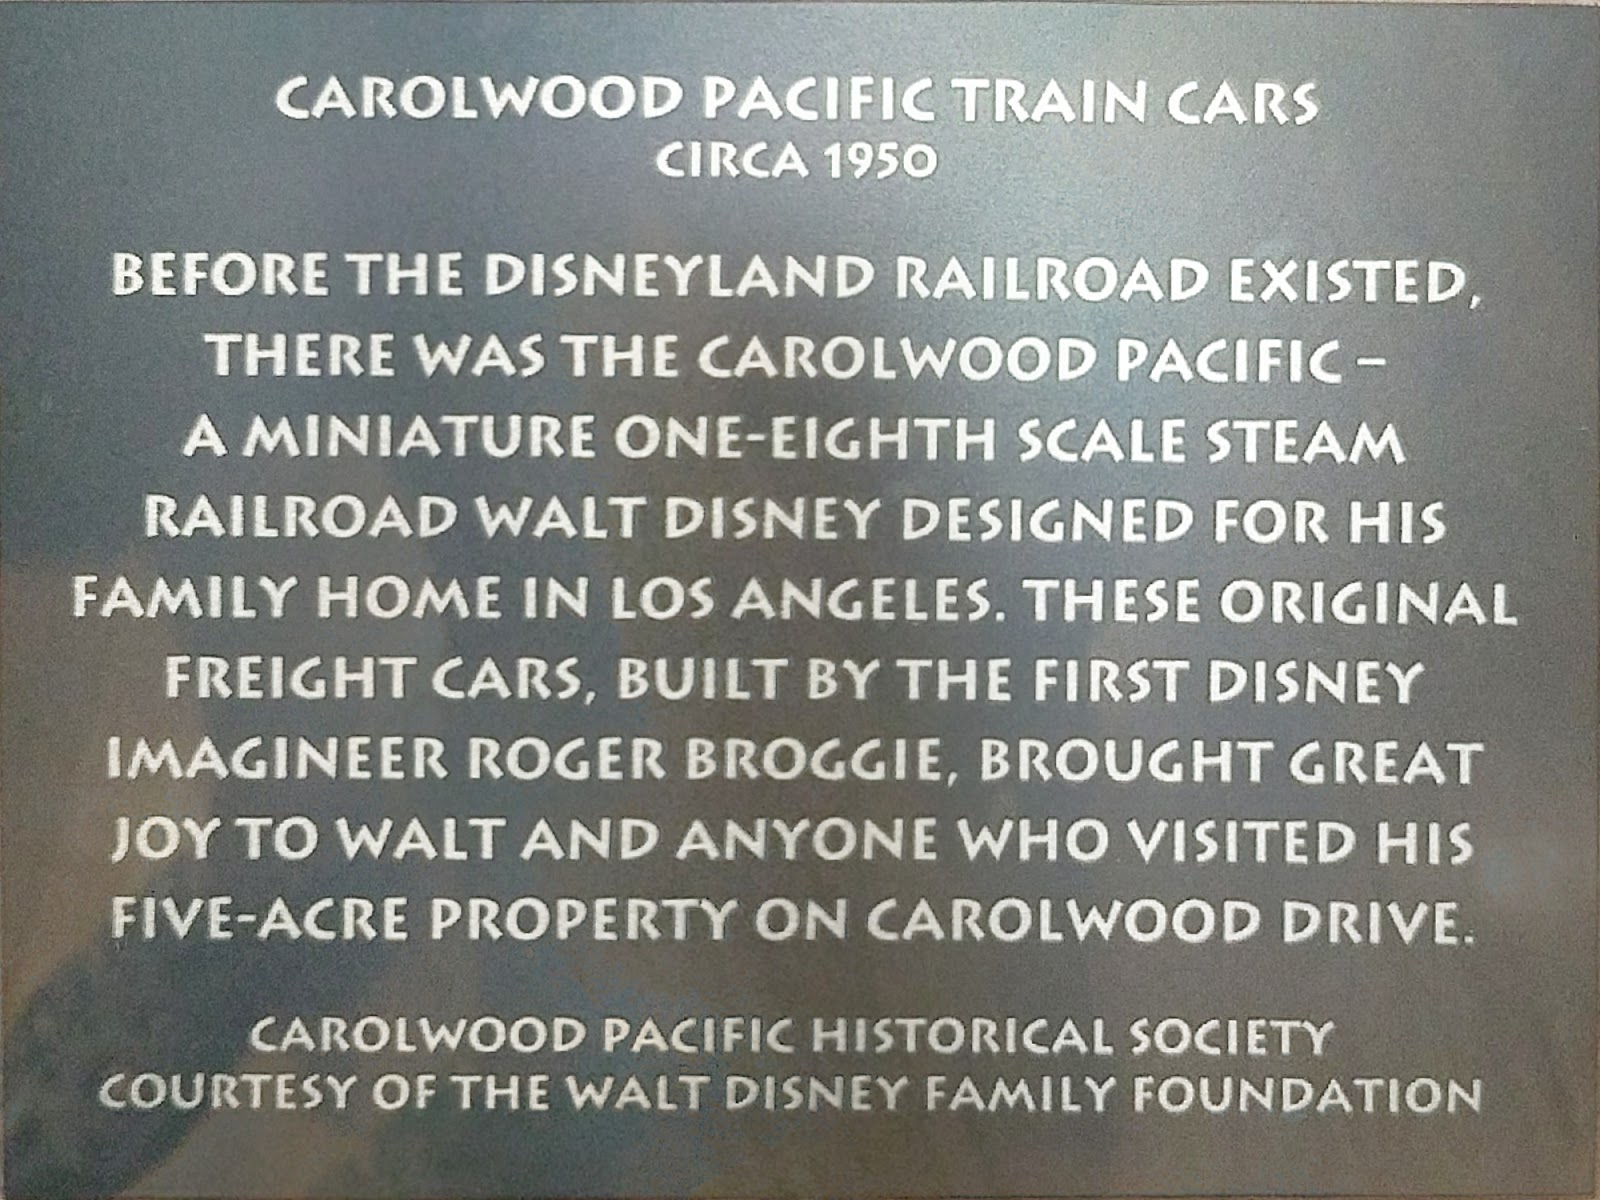 CAROLWOOD PACIFIC TRAIN CARS
CIRCA 1950
BEFORE THE DISNEYLAND RAILROAD EXISTED,
THERE WAS THE CAROLWOOD PACIFIC –
A MINIATURE ONE-EIGHTH SCALE STEAM
RAILROAD WALT DISNEY DESIGNED FOR HIS
FAMILY HOME IN LOS ANGELES. THESE ORIGINAL
FREIGHT CARS, BUILT BY THE FIRST DISNEY
IMAGINEER ROGER BROGGIE, BROUGHT GREAT
JOY TO WALT AND ANYONE WHO VISITED HIS
FIVE-ACRE PROPERTY ON CAROLWOOD DRIVE.
CAROLWOOD PACIFIC HISTORICAL SOCIETY
COURTESY OF THE WALT DISNEY FAMILY FOUNDATION